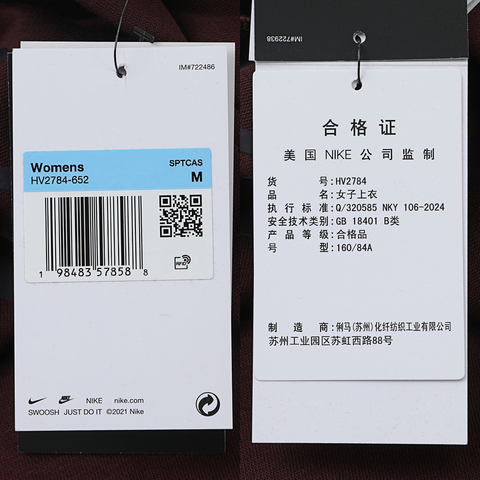 IM#722486
Womens
SPTCAS
HV2784-652
M
1 98483 57858 8
RFID
NIKE nike.com
SWOOSH JUST DO IT ©2021 Nike
IM#722938
合格证
美国 NIKE 公司监制
货号:HV2784
品名:女子上衣
执行标准:Q/320585 NKY 106-2024
安全技术类别:GB 18401 B类
产品等级:合格品
号型:160/84A
制造商:俐马(苏州)化纤纺织工业有限公司
苏州工业园区苏虹西路88号